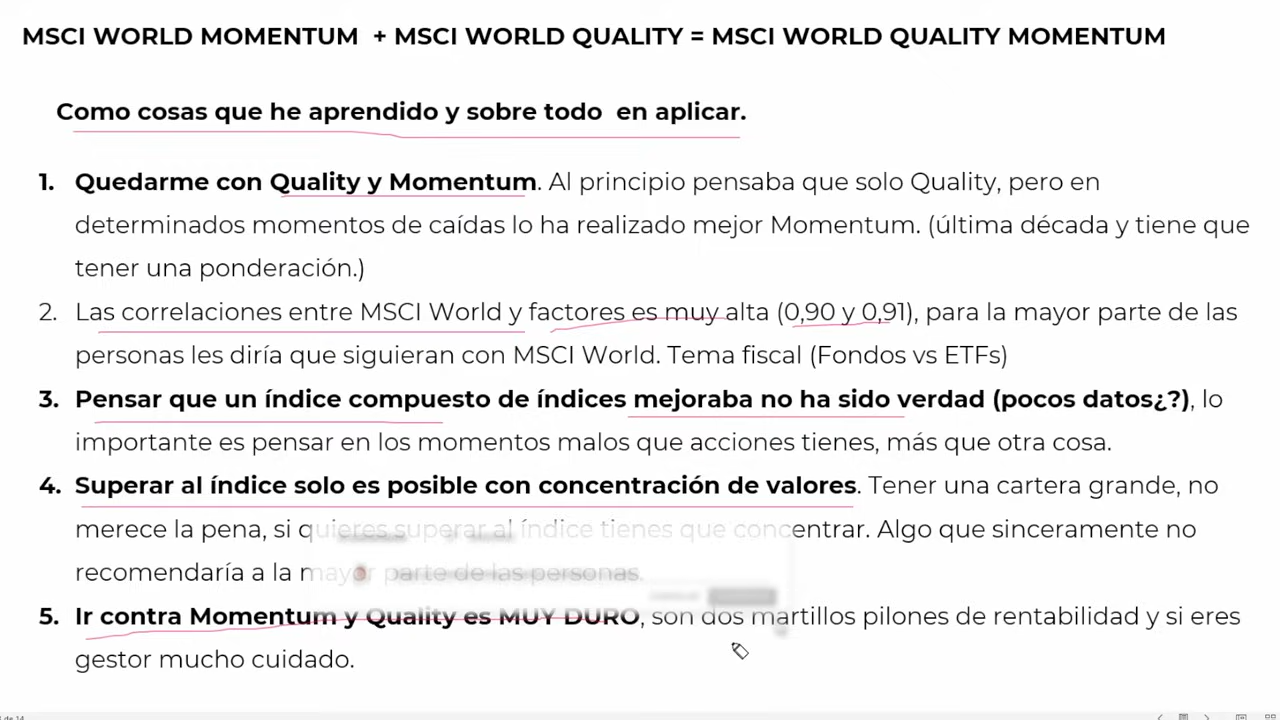 MSCI WORLD MOMENTUM + MSCI WORLD QUALITY = MSCI WORLD QUALITY MOMENTUM
Como cosas que he aprendido y sobre todo en aplicar.
1. Quedarme con Quality y Momentum. Al principio pensaba que solo Quality, pero en
determinados momentos de caídas lo ha realizado mejor Momentum. (última década y tiene que
tener una ponderación.)
2. Las correlaciones entre MSCI World y factores es muy alta (0,90 y 0,91), para la mayor parte de las
personas les diría que siguieran con MSCI World. Tema fiscal (Fondos vs ETFs)
3. Pensar que un índice compuesto de índices mejoraba no ha sido verdad (pocos datos¿?), lo
importante es pensar en los momentos malos que acciones tienes, más que otra cosa.
4. Superar al índice solo es posible con concentración de valores. Tener una cartera grande, no
merece la pena, si quieres superar al índice tienes que concentrar. Algo que sinceramente no
recomendaría a la mayor parte de las personas.
5. Ir contra Momentum y Quality es MUY DURO, son dos martillos pilones de rentabilidad y si eres
gestor mucho cuidado.
de 14